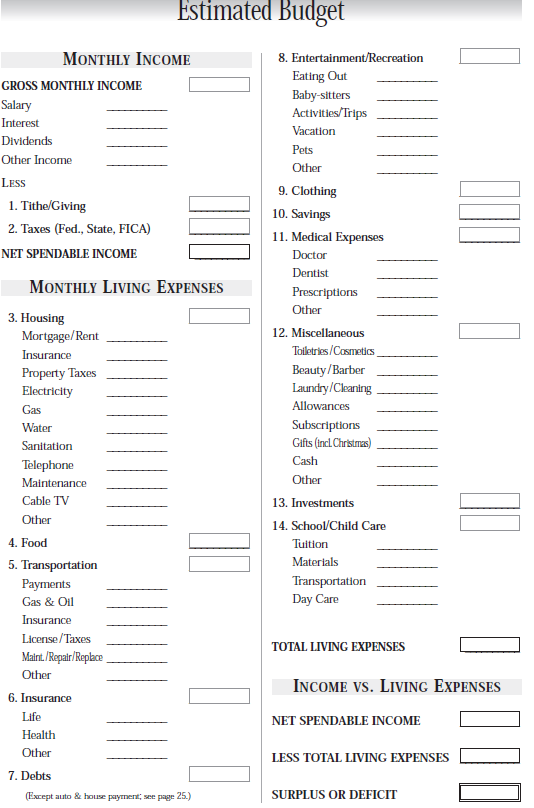 Estimated Budget
MONTHLY INCOME
GROSS MONTHLY INCOME
Salary
Interest
Dividends
Other Income
LESS
1. Tithe/Giving
2. Taxes (Fed., State, FICA)
NET SPENDABLE INCOME
MONTHLY LIVING EXPENSES
3. Housing
Mortgage/Rent
Insurance
Property Taxes
Electricity
Gas
Water
Sanitation
Telephone
Maintenance
Cable TV
Other
4. Food
5. Transportation
Payments
Gas & Oil
Insurance
License/Taxes
Maint./Repair/Replace
Other
6. Insurance
Life
Health
Other
7. Debts
(Except auto & house payment; see page 25.)
8. Entertainment/Recreation
Eating Out
Baby-sitters
Activities/Trips
Vacation
Pets
Other
9. Clothing
10. Savings
11. Medical Expenses
Doctor
Dentist
Prescriptions
Other
12. Miscellaneous
Toiletries/Cosmetics
Beauty/Barber
Laundry/Cleaning
Allowances
Subscriptions
Gifts (incl. Christmas)
Cash
Other
13. Investments
14. School/Child Care
Tuition
Materials
Transportation
Day Care
TOTAL LIVING EXPENSES
INCOME VS. LIVING EXPENSES
NET SPENDABLE INCOME
LESS TOTAL LIVING EXPENSES
SURPLUS OR DEFICIT